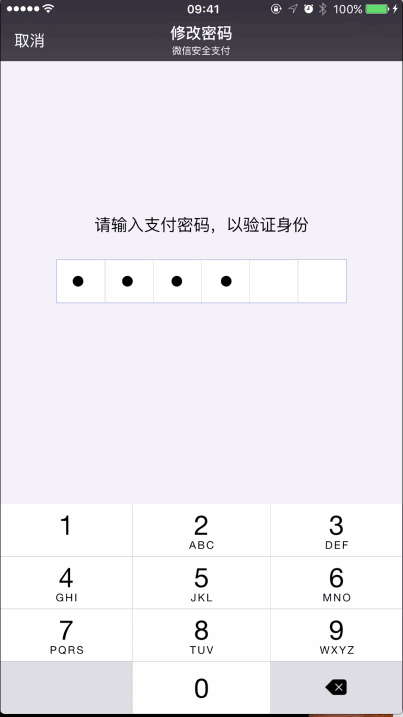 09:41 100%
取消
修改密码
微信安全支付
请输入支付密码，以验证身份
1 2 3
ABC DEF
4 5 6
GHI JKL MNO
7 8 9
PQRS TUV WXYZ
0